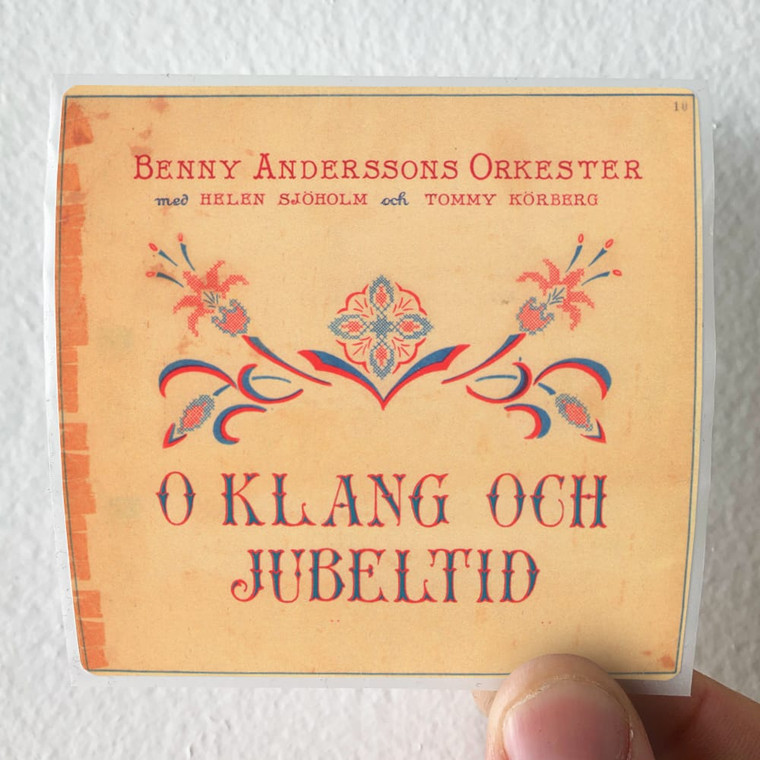 10
BENNY ANDERSSONS ORKESTER
med HELEN SJÖHOLM och TOMMY KÖRBERG
O KLANG OCH
JUBELTID